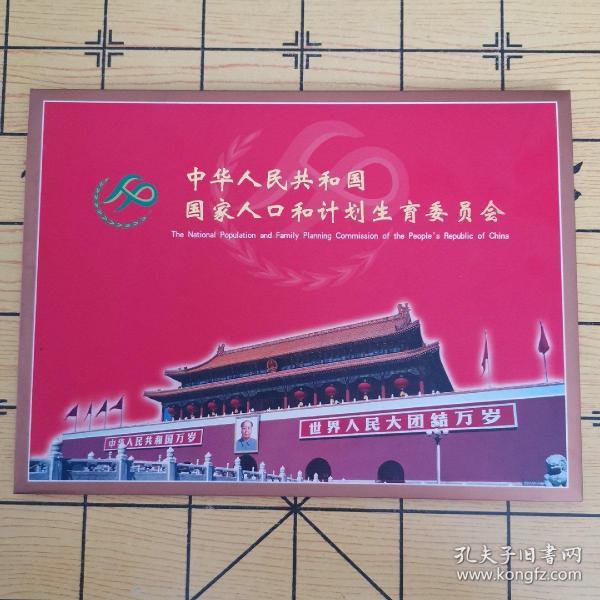 中华人民共和国
国家人口和计划生育委员会
The National Population and Family Planning Commission of the People's Republic of China
中华人民共和国万岁
世界人民大团结万岁
孔夫子旧书网
www.kongfz.com